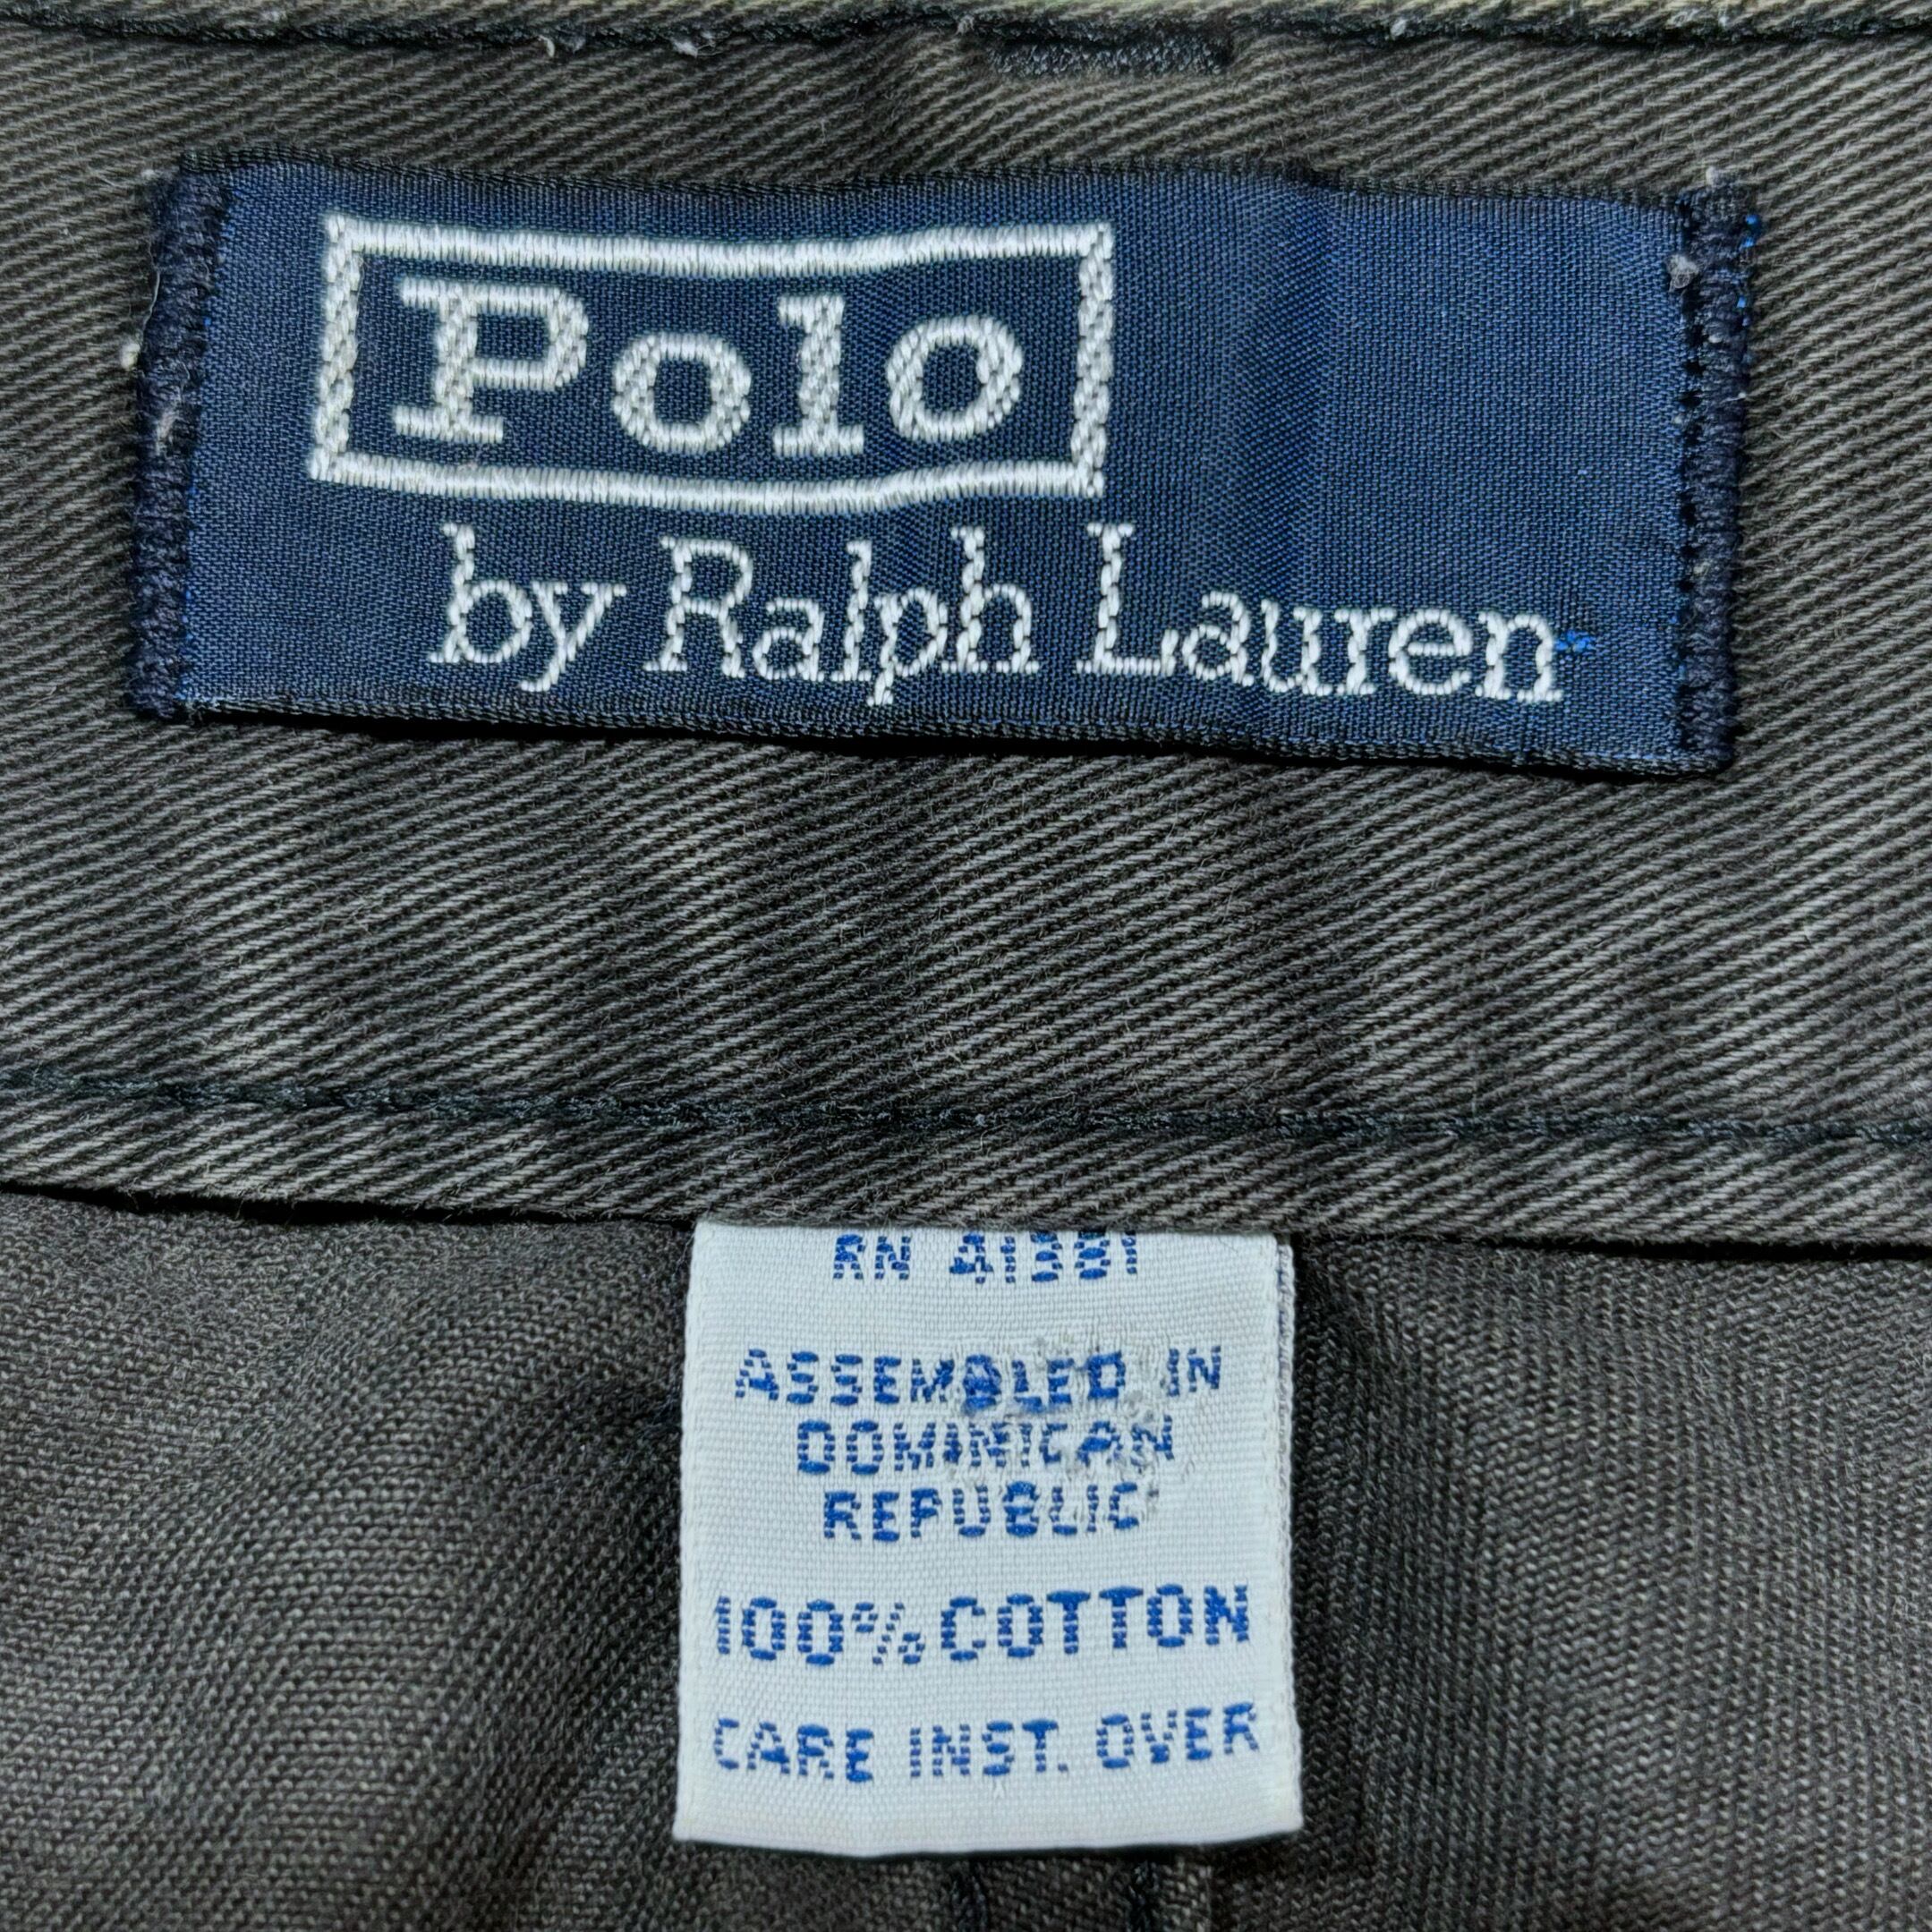 Polo
by Ralph Lauren
RN 41381
ASSEMBLED IN
DOMINICAN
REPUBLIC
100% COTTON
CARE INST. OVER